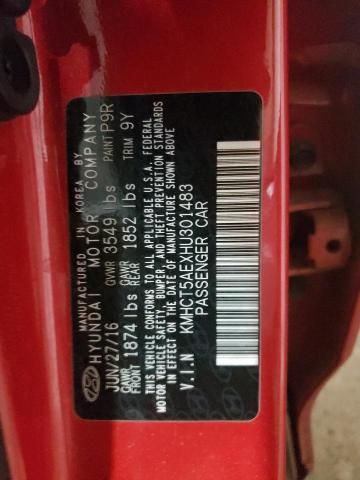 MANUFACTURED IN KOREA BY
HYUNDAI MOTOR COMPANY
JUN/27/16 GVWR 3549 lbs PAINT P9R
GAWR FRONT 1874 lbs GAWR REAR 1852 lbs TRIM 9Y
THIS VEHICLE CONFORMS TO ALL APPLICABLE U.S.A. FEDERAL
MOTOR VEHICLE SAFETY, BUMPER, AND THEFT PREVENTION STANDARDS
IN EFFECT ON THE DATE OF MANUFACTURE SHOWN ABOVE
V.I.N KMHCT5AEXHU301483
PASSENGER CAR